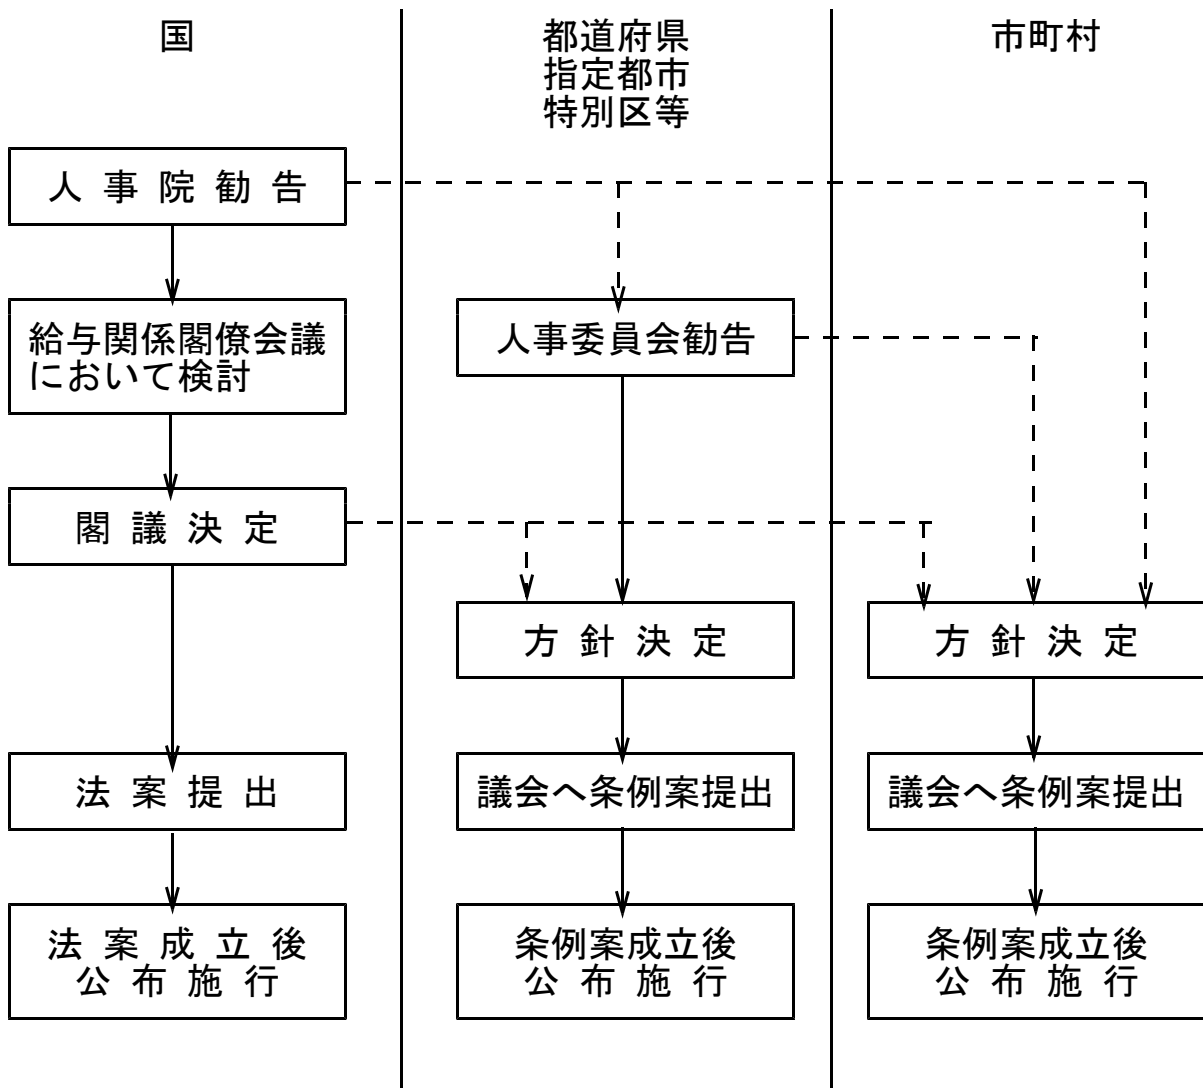 国
都道府県
指定都市
特別区等
市町村
人事院勧告
給与関係閣僚会議
において検討
人事委員会勧告
閣議決定
方針決定
方針決定
法案提出
議会へ条例案提出
議会へ条例案提出
法案成立後
公布施行
条例案成立後
公布施行
条例案成立後
公布施行